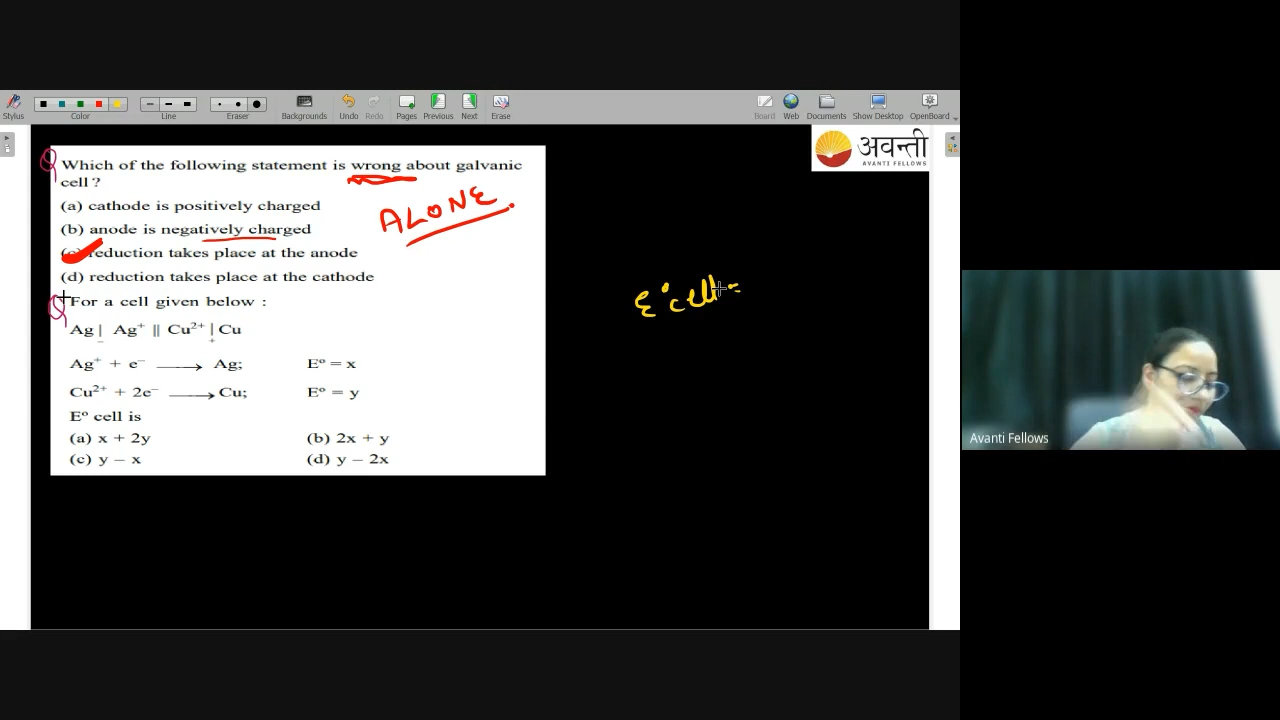 Stylus
Color
Line
Eraser
Backgrounds
Undo
Redo
Pages
Previous
Next
Erase
Board
Web
Documents
Show Desktop
OpenBoard
अवन्ती
AVANTI FELLOWS
Q Which of the following statement is wrong about galvanic
cell ?
(a) cathode is positively charged
(b) anode is negatively charged
ALONE.
(c) reduction takes place at the anode
(d) reduction takes place at the cathode
Q For a cell given below :
Ag | Ag⁺ || Cu²⁺ | Cu
− +
Ag⁺ + e⁻ ⟶ Ag; E° = x
Cu²⁺ + 2e⁻ ⟶ Cu; E° = y
E° cell is
(a) x + 2y (b) 2x + y
(c) y − x (d) y − 2x
E° cell =
Avanti Fellows